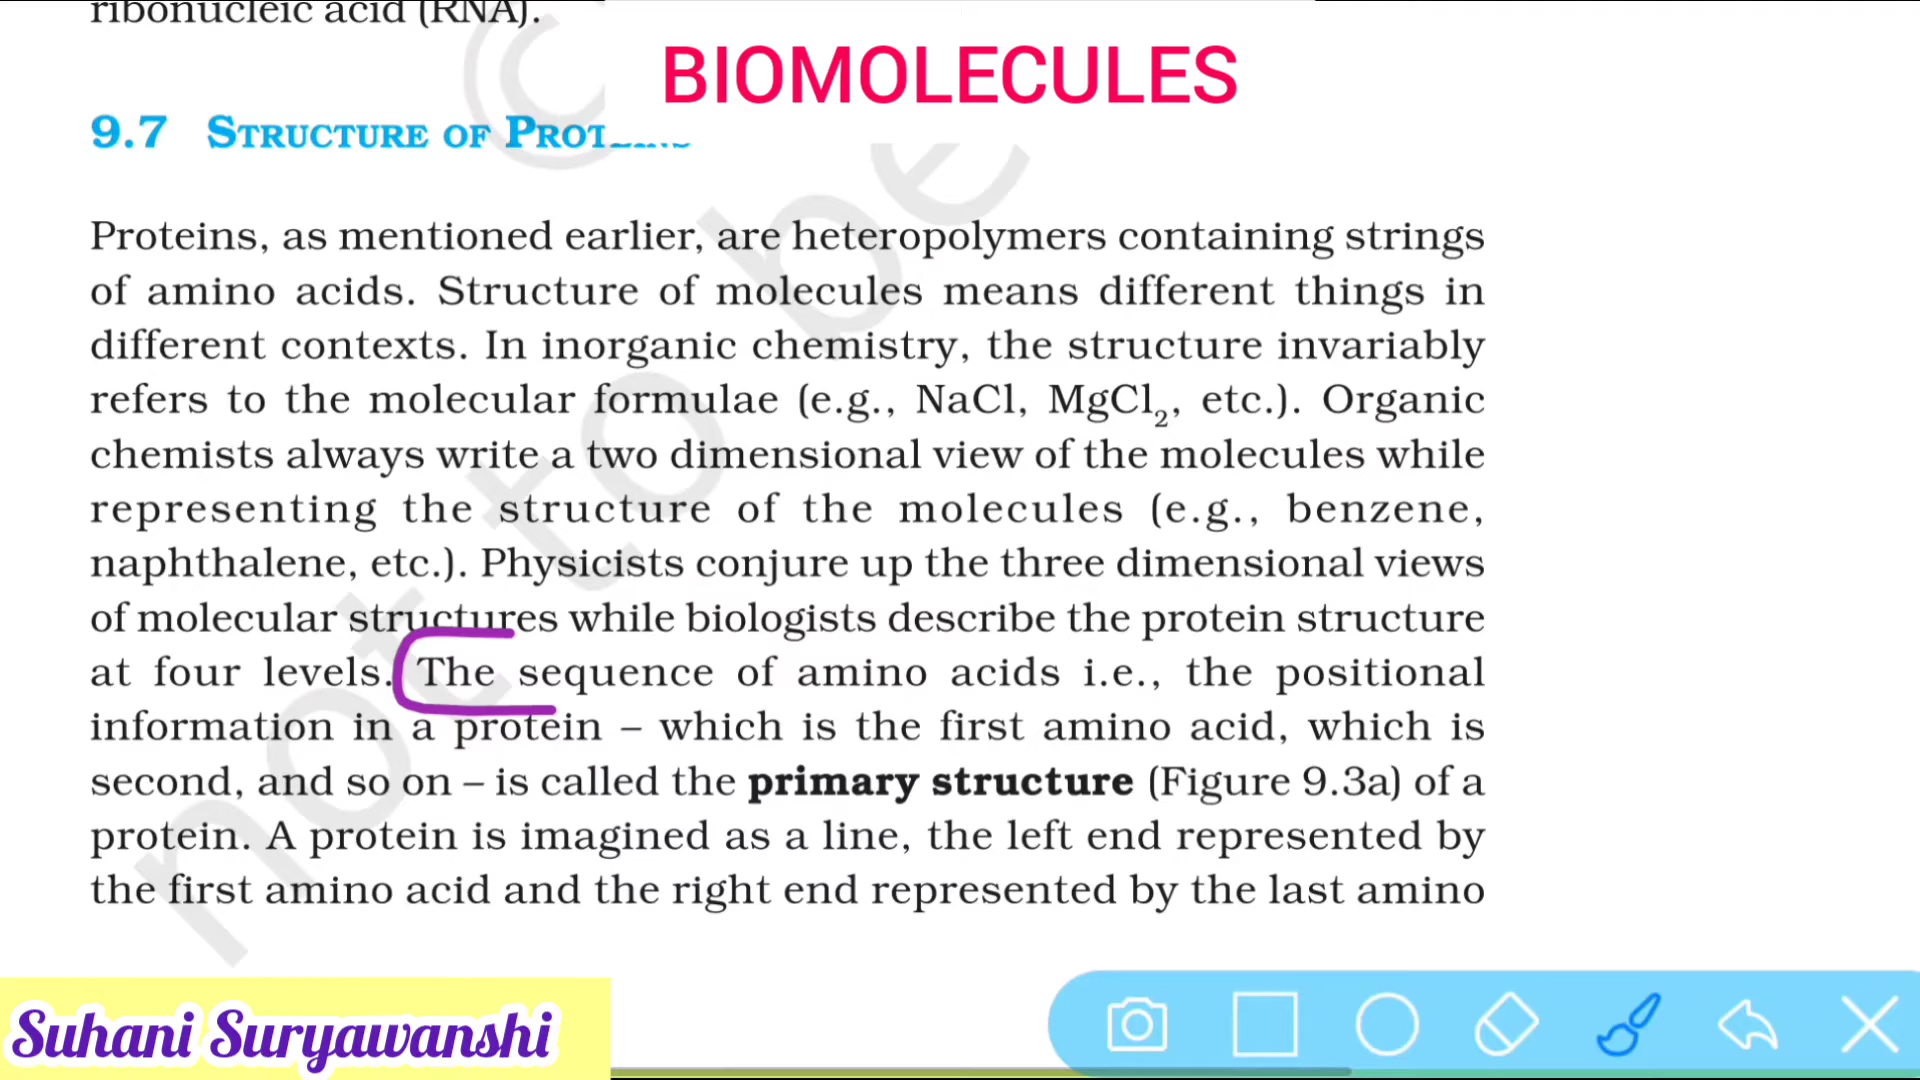 ribonucleic acid (RNA).
BIOMOLECULES
9.7 STRUCTURE OF PROTEINS
Proteins, as mentioned earlier, are heteropolymers containing strings
of amino acids. Structure of molecules means different things in
different contexts. In inorganic chemistry, the structure invariably
refers to the molecular formulae (e.g., NaCl, MgCl₂, etc.). Organic
chemists always write a two dimensional view of the molecules while
representing the structure of the molecules (e.g., benzene,
naphthalene, etc.). Physicists conjure up the three dimensional views
of molecular structures while biologists describe the protein structure
at four levels. The sequence of amino acids i.e., the positional
information in a protein – which is the first amino acid, which is
second, and so on – is called the primary structure (Figure 9.3a) of a
protein. A protein is imagined as a line, the left end represented by
the first amino acid and the right end represented by the last amino
not to be
©
Suhani Suryawanshi